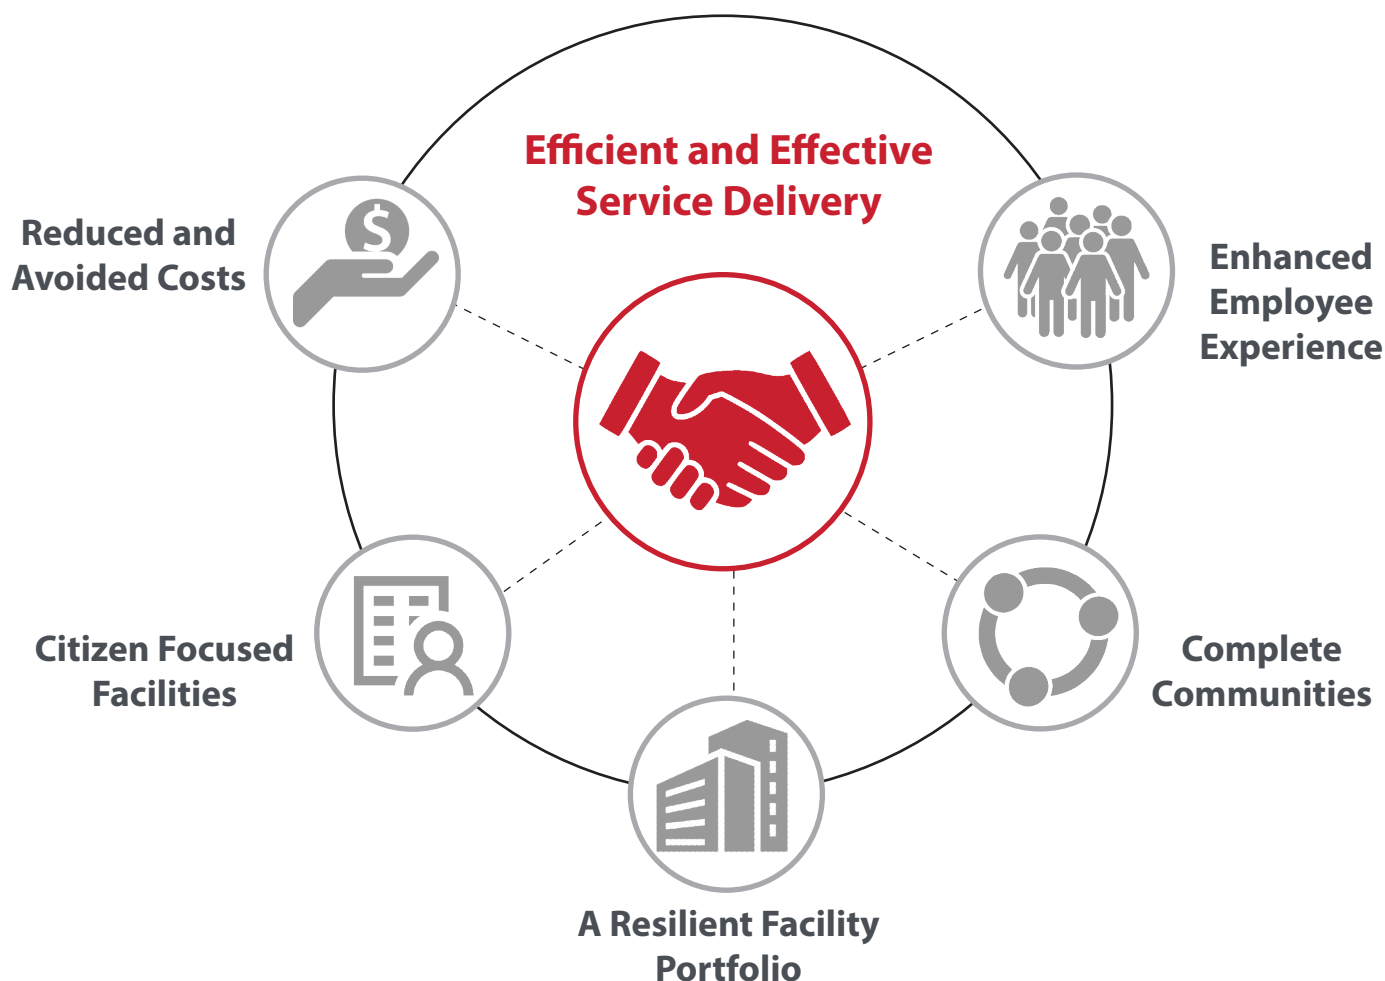 Efficient and Effective
Service Delivery
Reduced and
Avoided Costs
$
Enhanced
Employee
Experience
Citizen Focused
Facilities
Complete
Communities
A Resilient Facility
Portfolio